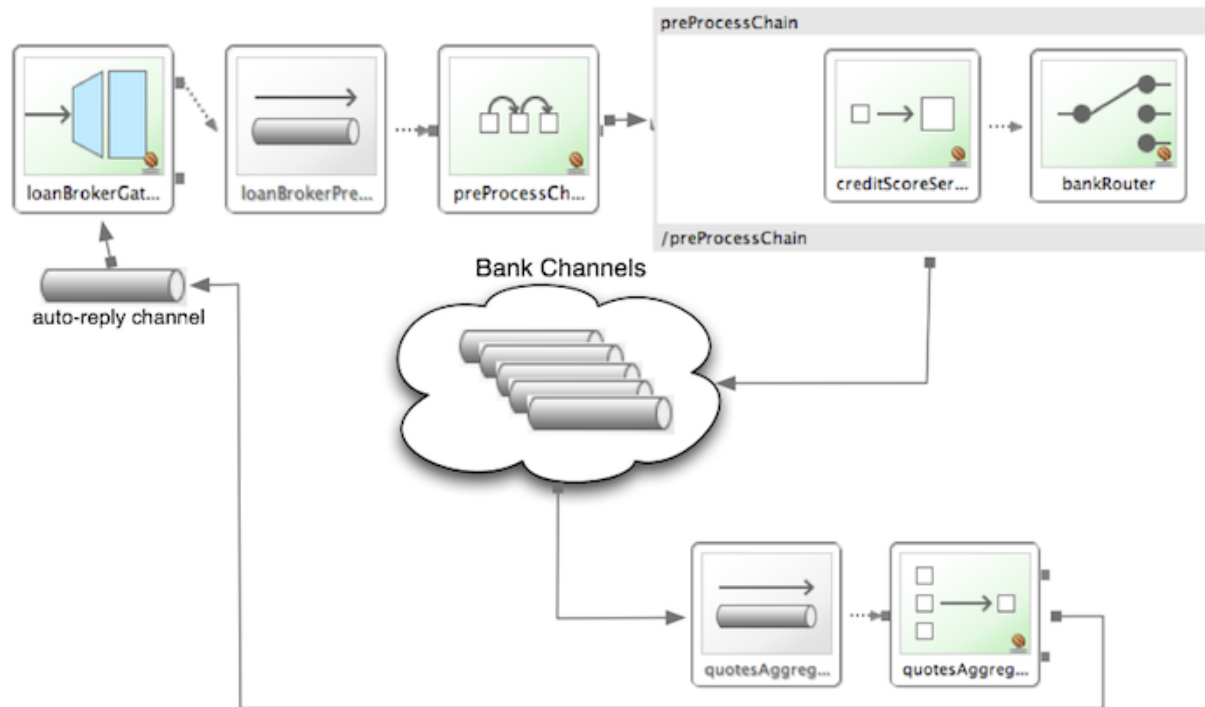 preProcessChain
loanBrokerGat...
loanBrokerPre...
preProcessCh...
creditScoreSer...
bankRouter
/preProcessChain
Bank Channels
auto-reply channel
quotesAggreg...
quotesAggreg...